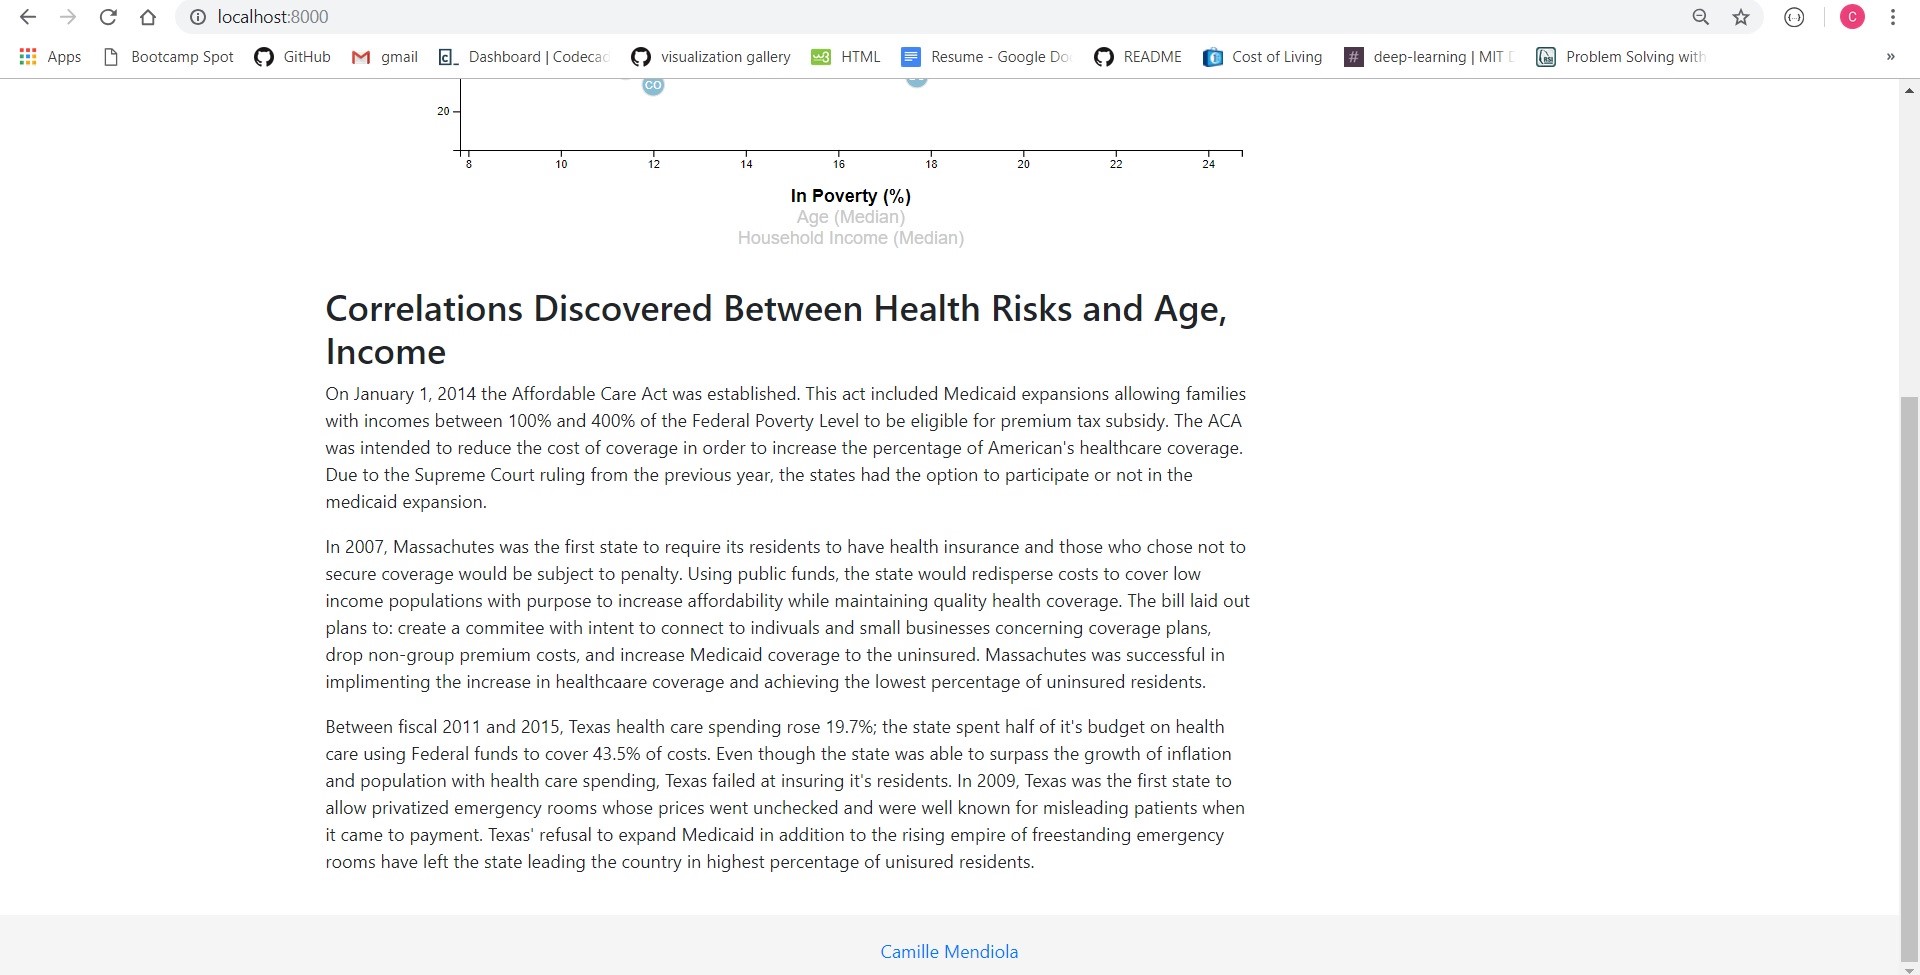 localhost:8000
C
Apps Bootcamp Spot GitHub gmail Dashboard | Codecad visualization gallery HTML Resume - Google Do README Cost of Living deep-learning | MIT Problem Solving with »
CO
20
8 10 12 14 16 18 20 22 24
In Poverty (%)
Age (Median)
Household Income (Median)
Correlations Discovered Between Health Risks and Age,
Income
On January 1, 2014 the Affordable Care Act was established. This act included Medicaid expansions allowing families
with incomes between 100% and 400% of the Federal Poverty Level to be eligible for premium tax subsidy. The ACA
was intended to reduce the cost of coverage in order to increase the percentage of American's healthcare coverage.
Due to the Supreme Court ruling from the previous year, the states had the option to participate or not in the
medicaid expansion.
In 2007, Massachutes was the first state to require its residents to have health insurance and those who chose not to
secure coverage would be subject to penalty. Using public funds, the state would redisperse costs to cover low
income populations with purpose to increase affordability while maintaining quality health coverage. The bill laid out
plans to: create a commitee with intent to connect to indivuals and small businesses concerning coverage plans,
drop non-group premium costs, and increase Medicaid coverage to the uninsured. Massachutes was successful in
implimenting the increase in healthcaare coverage and achieving the lowest percentage of uninsured residents.
Between fiscal 2011 and 2015, Texas health care spending rose 19.7%; the state spent half of it's budget on health
care using Federal funds to cover 43.5% of costs. Even though the state was able to surpass the growth of inflation
and population with health care spending, Texas failed at insuring it's residents. In 2009, Texas was the first state to
allow privatized emergency rooms whose prices went unchecked and were well known for misleading patients when
it came to payment. Texas' refusal to expand Medicaid in addition to the rising empire of freestanding emergency
rooms have left the state leading the country in highest percentage of unisured residents.
Camille Mendiola